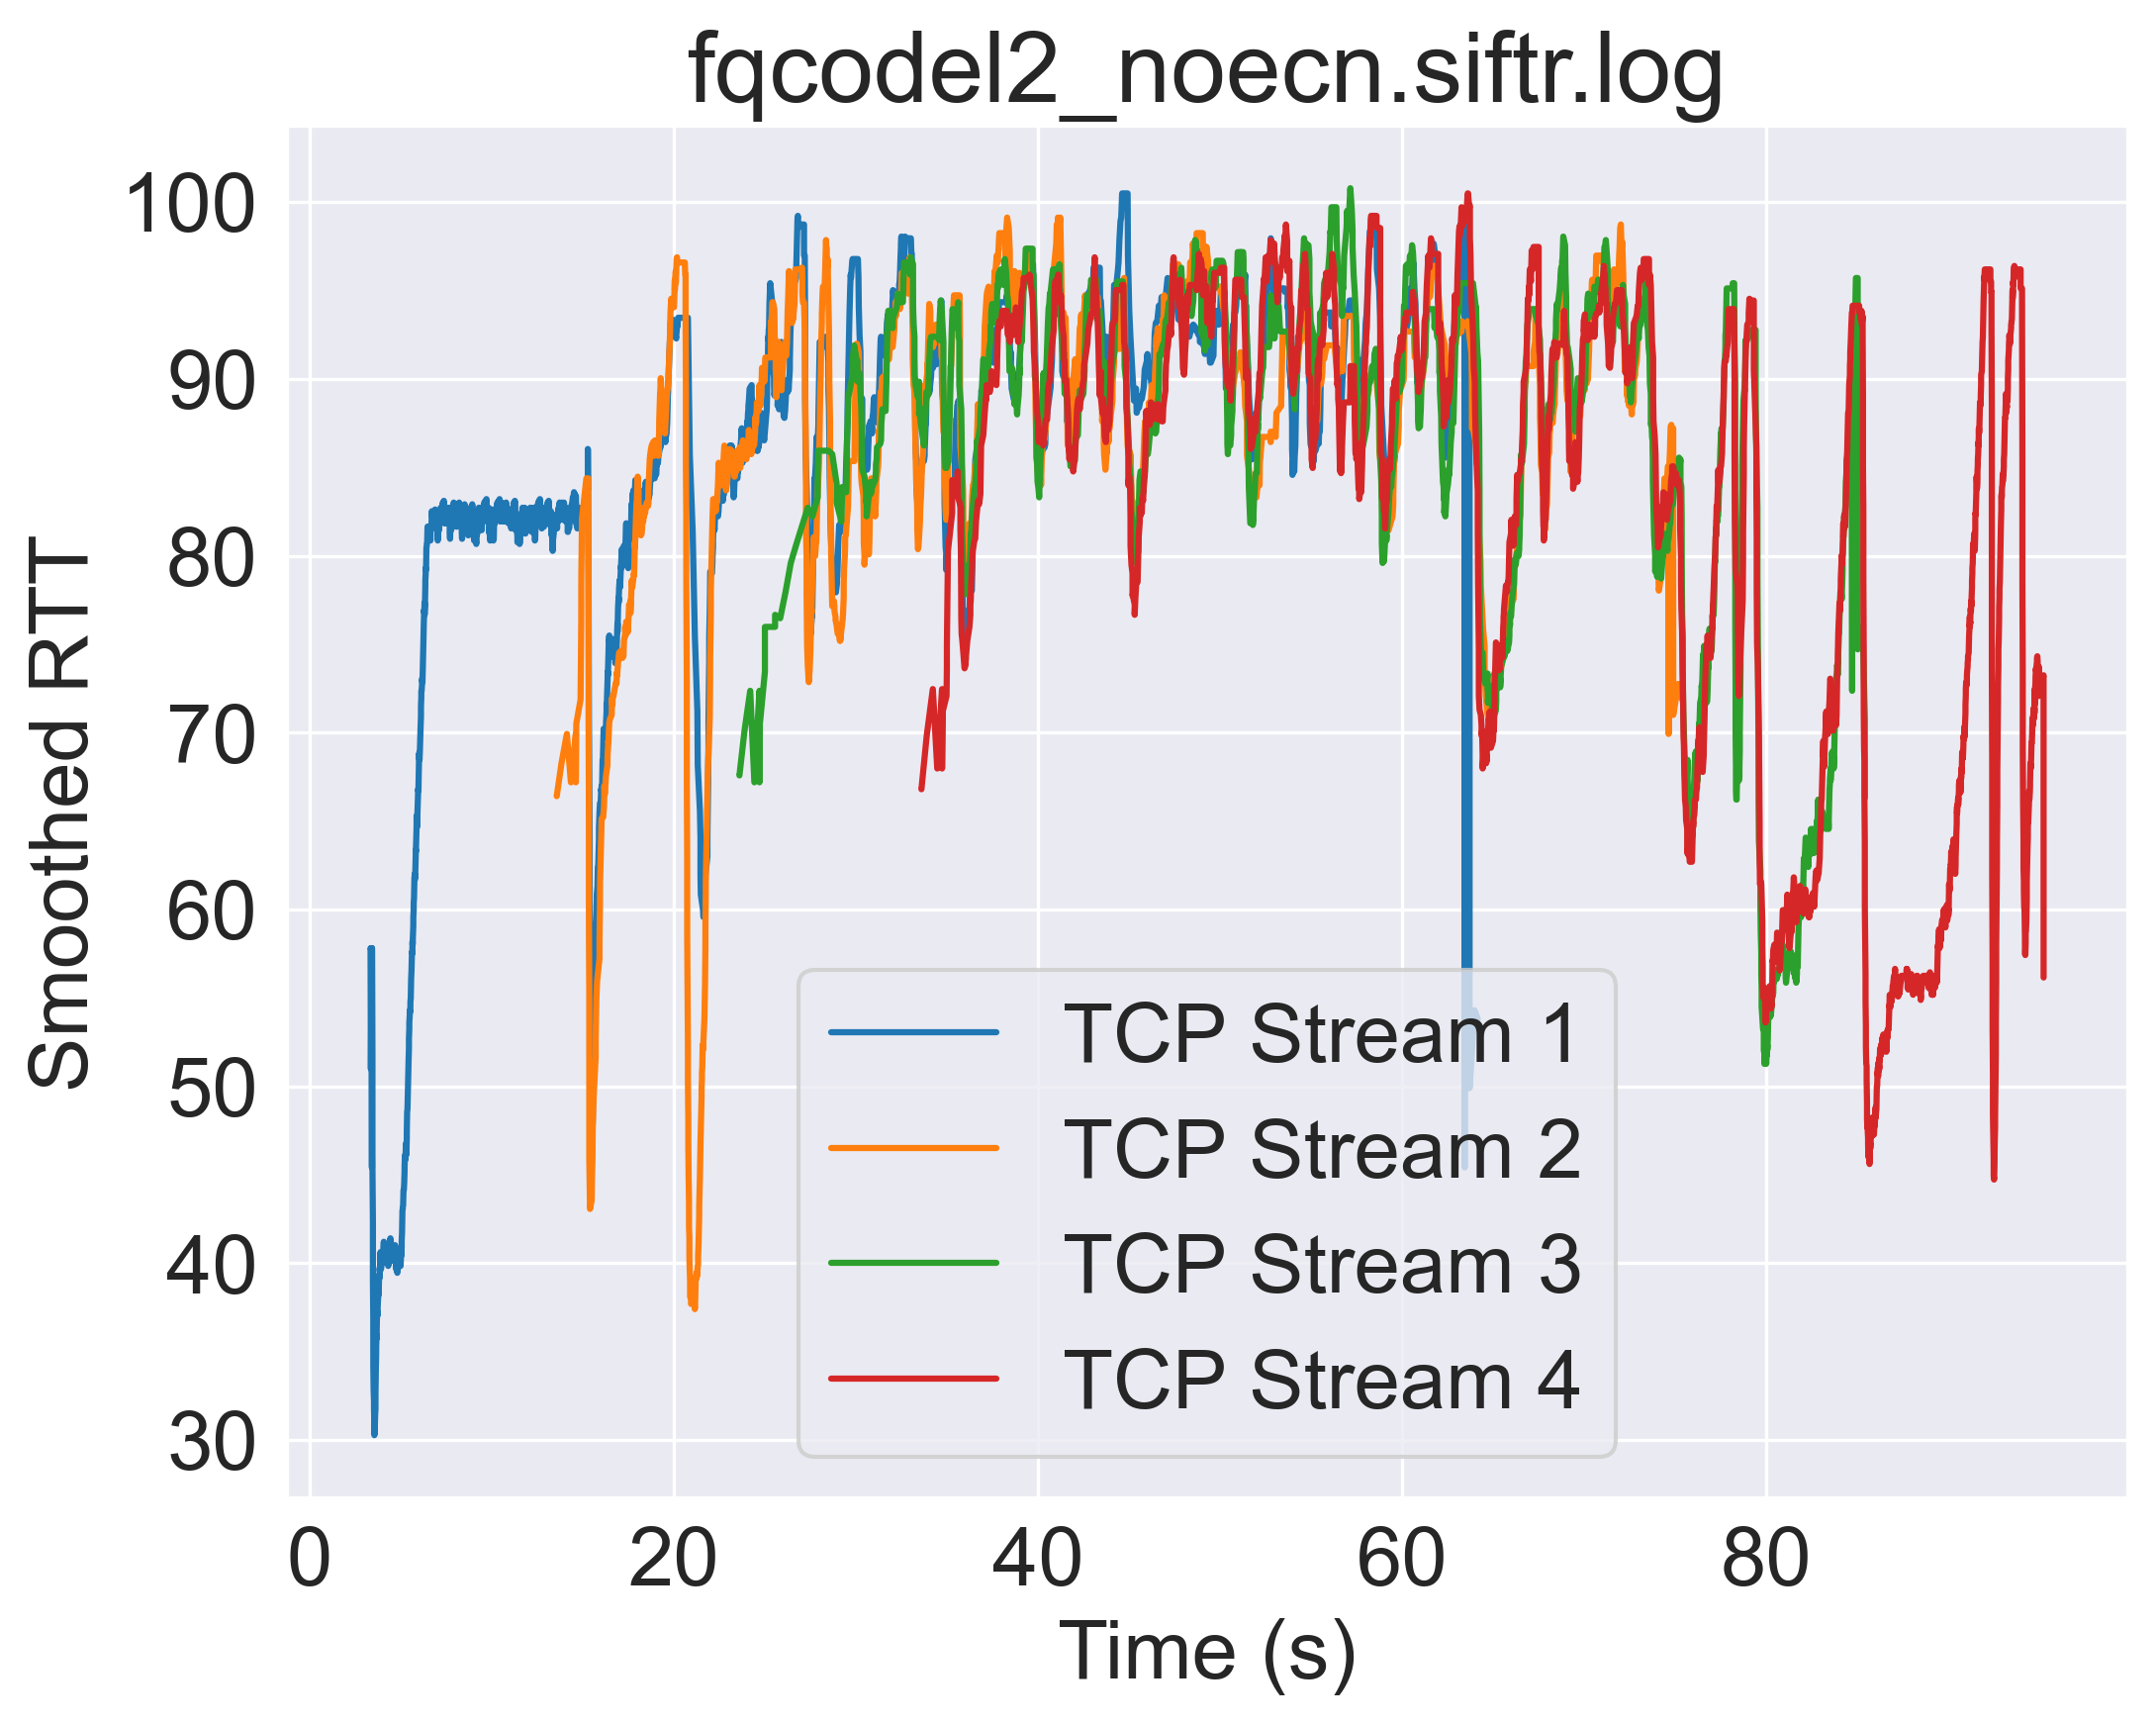 fqcodel2_noecn.siftr.log
Smoothed RTT
100
90
80
70
60
50
40
30
TCP Stream 1
TCP Stream 2
TCP Stream 3
TCP Stream 4
0 20 40 60 80
Time (s)